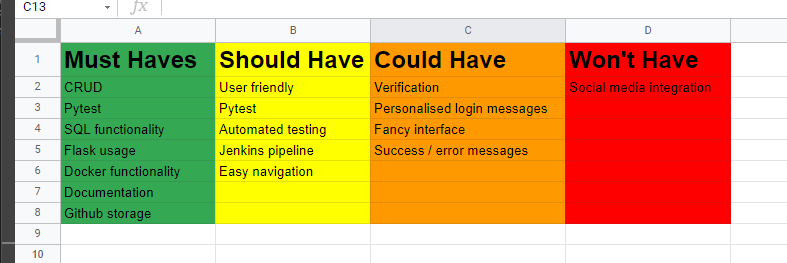 C13 fx
A B C D
1 Must Haves Should Have Could Have Won't Have
2 CRUD User friendly Verification Social media integration
3 Pytest Pytest Personalised login messages
4 SQL functionality Automated testing Fancy interface
5 Flask usage Jenkins pipeline Success / error messages
6 Docker functionality Easy navigation
7 Documentation
8 Github storage
9
10